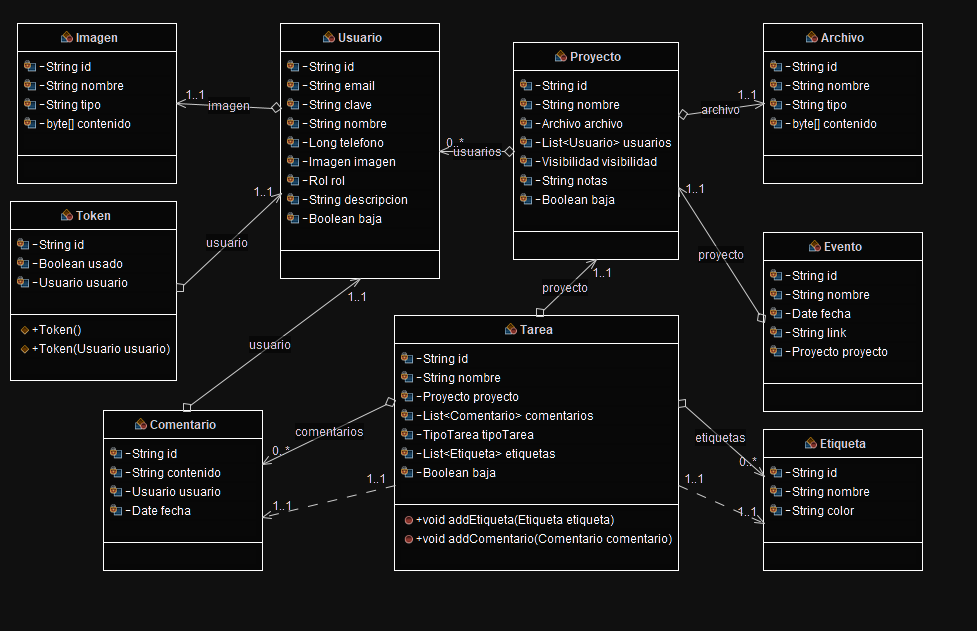 Imagen
-String id
-String nombre
-String tipo
-byte[] contenido
1..1
imagen
Usuario
-String id
-String email
-String clave
-String nombre
-Long telefono
-Imagen imagen
-Rol rol
-String descripcion
-Boolean baja
0..*
usuarios
Proyecto
-String id
-String nombre
-Archivo archivo
-List<Usuario> usuarios
-Visibilidad visibilidad
-String notas
-Boolean baja
1..1
archivo
Archivo
-String id
-String nombre
-String tipo
-byte[] contenido
Token
-String id
-Boolean usado
-Usuario usuario
+Token()
+Token(Usuario usuario)
1..1
usuario
1..1
usuario
1..1
proyecto
1..1
proyecto
Evento
-String id
-String nombre
-Date fecha
-String link
-Proyecto proyecto
Comentario
-String id
-String contenido
-Usuario usuario
-Date fecha
comentarios
0..*
1..1
1..1
Tarea
-String id
-String nombre
-Proyecto proyecto
-List<Comentario> comentarios
-TipoTarea tipoTarea
-List<Etiqueta> etiquetas
-Boolean baja
+void addEtiqueta(Etiqueta etiqueta)
+void addComentario(Comentario comentario)
etiquetas
0..*
1..1
1..1
Etiqueta
-String id
-String nombre
-String color